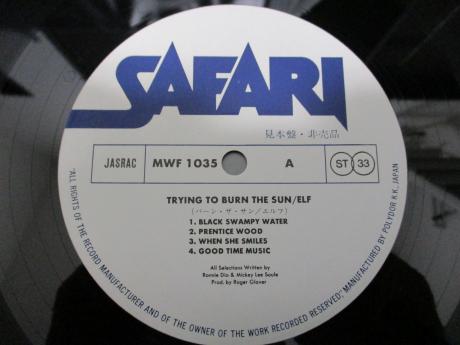 SAFARI
見本盤・非売品
JASRAC
MWF 1035
A
ST 33
TRYING TO BURN THE SUN/ELF
(バーン・ザ・サン/エルフ)
1. BLACK SWAMPY WATER
2. PRENTICE WOOD
3. WHEN SHE SMILES
4. GOOD TIME MUSIC
All Selections Written by
Ronnie Dio & Mickey Lee Soule
Prod. by Roger Glover
"ALL RIGHTS OF THE RECORD MANUFACTURER AND OF THE OWNER OF THE WORK RECORDED RESERVED", MANUFACTURED BY POLYDOR K.K., JAPAN